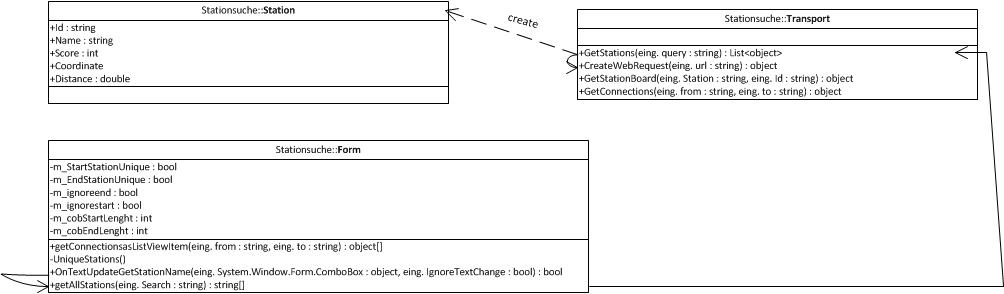 Stationsuche::Station
+Id : string
+Name : string
+Score : int
+Coordinate
+Distance : double
create
Stationsuche::Transport
+GetStations(eing. query : string) : List<object>
+CreateWebRequest(eing. url : string) : object
+GetStationBoard(eing. Station : string, eing. Id : string) : object
+GetConnections(eing. from : string, eing. to : string) : object
Stationsuche::Form
-m_StartStationUnique : bool
-m_EndStationUnique : bool
-m_ignoreend : bool
-m_ignorestart : bool
-m_cobStartLenght : int
-m_cobEndLenght : int
+getConnectionsasListViewItem(eing. from : string, eing. to : string) : object[]
-UniqueStations()
+OnTextUpdateGetStationName(eing. System.Window.Form.ComboBox : object, eing. IgnoreTextChange : bool) : bool
+getAllStations(eing. Search : string) : string[]